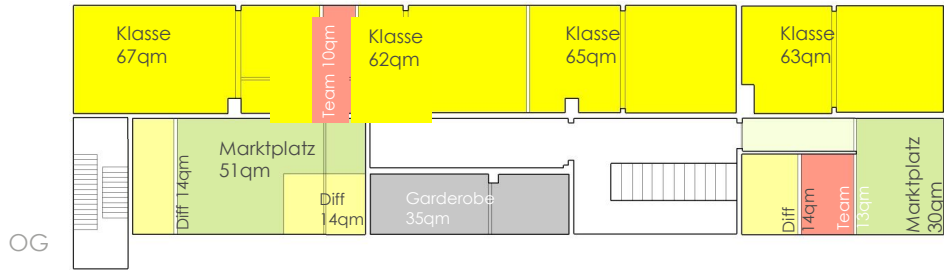 Klasse
67qm
Team 10qm
Klasse
62qm
Klasse
65qm
Klasse
63qm
Diff 14qm
Marktplatz
51qm
Diff
14qm
Garderobe
35qm
Diff
14qm
Team
13qm
Marktplatz
30qm
OG